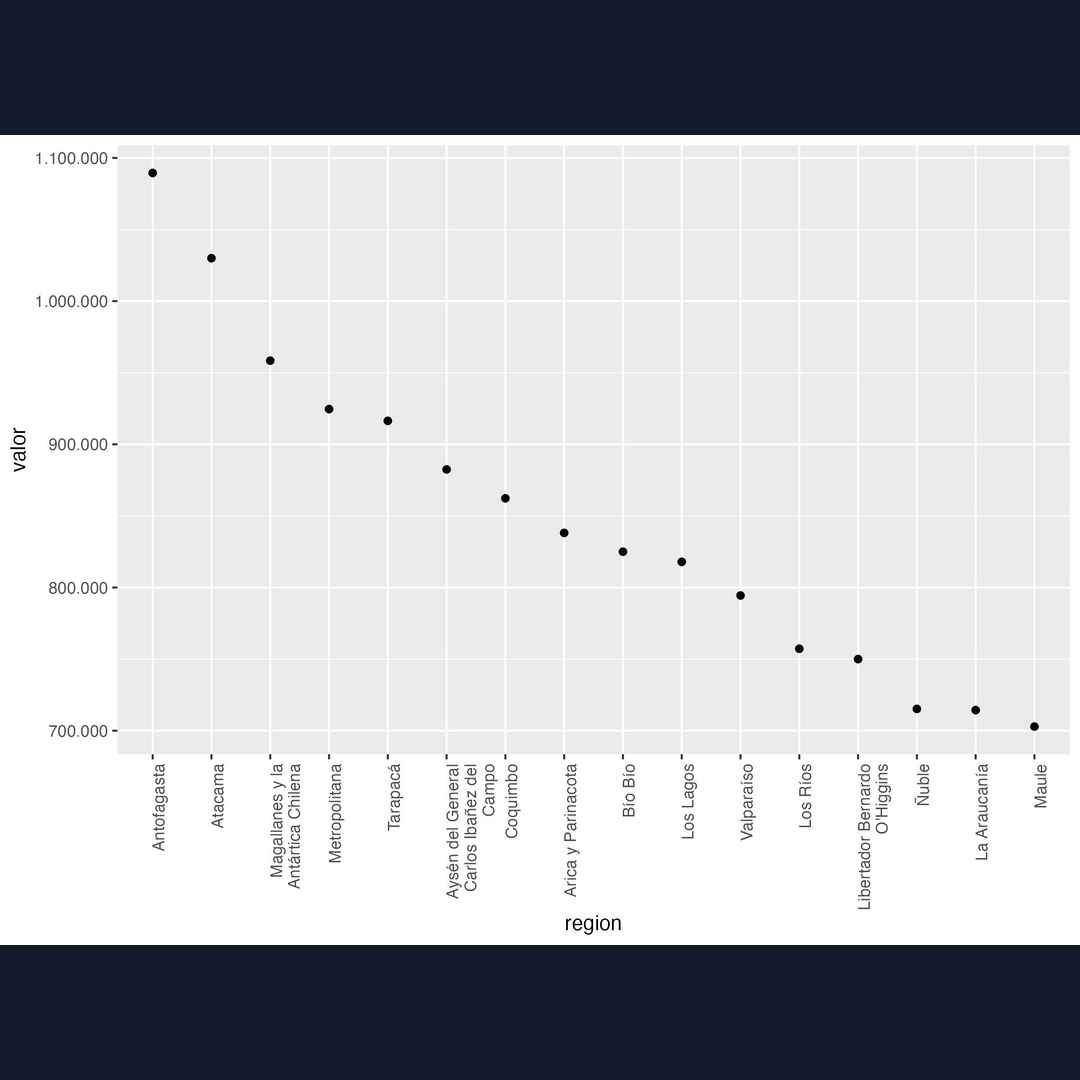 1.100.000
1.000.000
900.000
800.000
700.000
valor
Antofagasta
Atacama
Magallanes y la
Antártica Chilena
Metropolitana
Tarapacá
Aysén del General
Carlos Ibañez del
Campo
Coquimbo
Arica y Parinacota
Bío Bío
Los Lagos
Valparaíso
Los Ríos
Libertador Bernardo
O'Higgins
Ñuble
La Araucanía
Maule
region